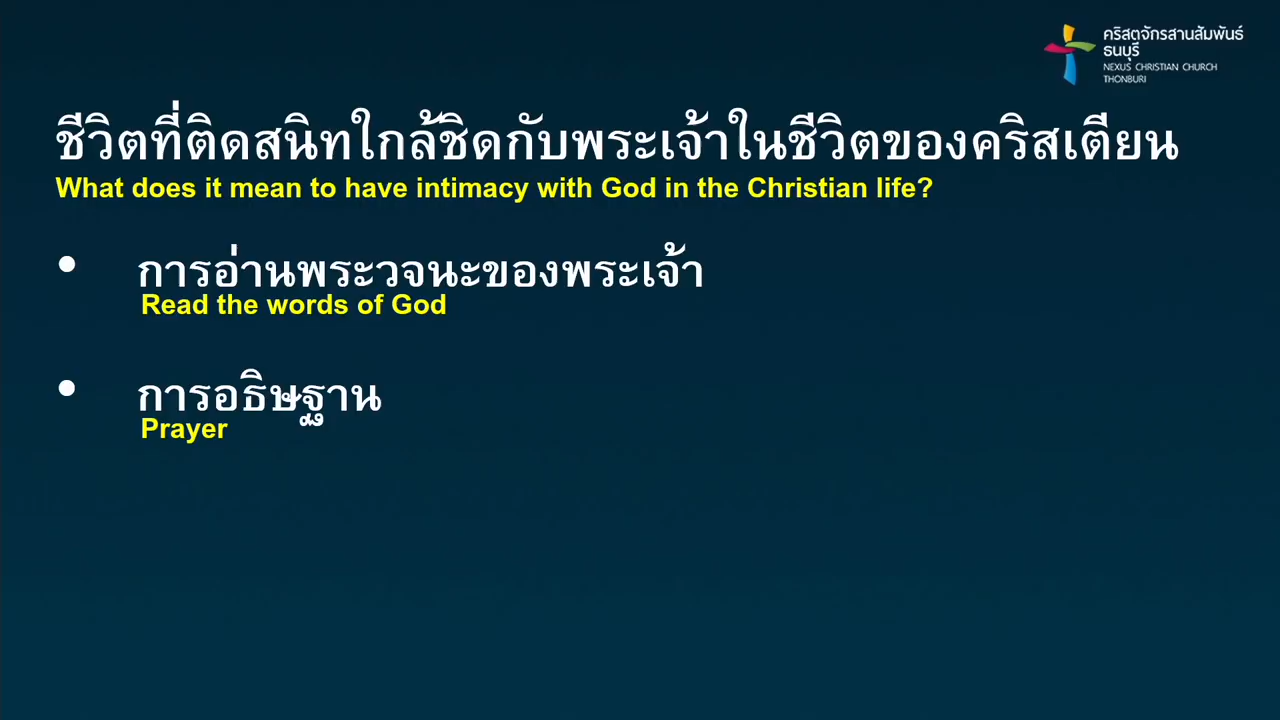 คริสตจักรสานสัมพันธ์
ธนบุรี
NEXUS CHRISTIAN CHURCH
THONBURI
ชีวิตที่ติดสนิทใกล้ชิดกับพระเจ้าในชีวิตของคริสเตียน
What does it mean to have intimacy with God in the Christian life?
• การอ่านพระวจนะของพระเจ้า
Read the words of God
• การอธิษฐาน
Prayer